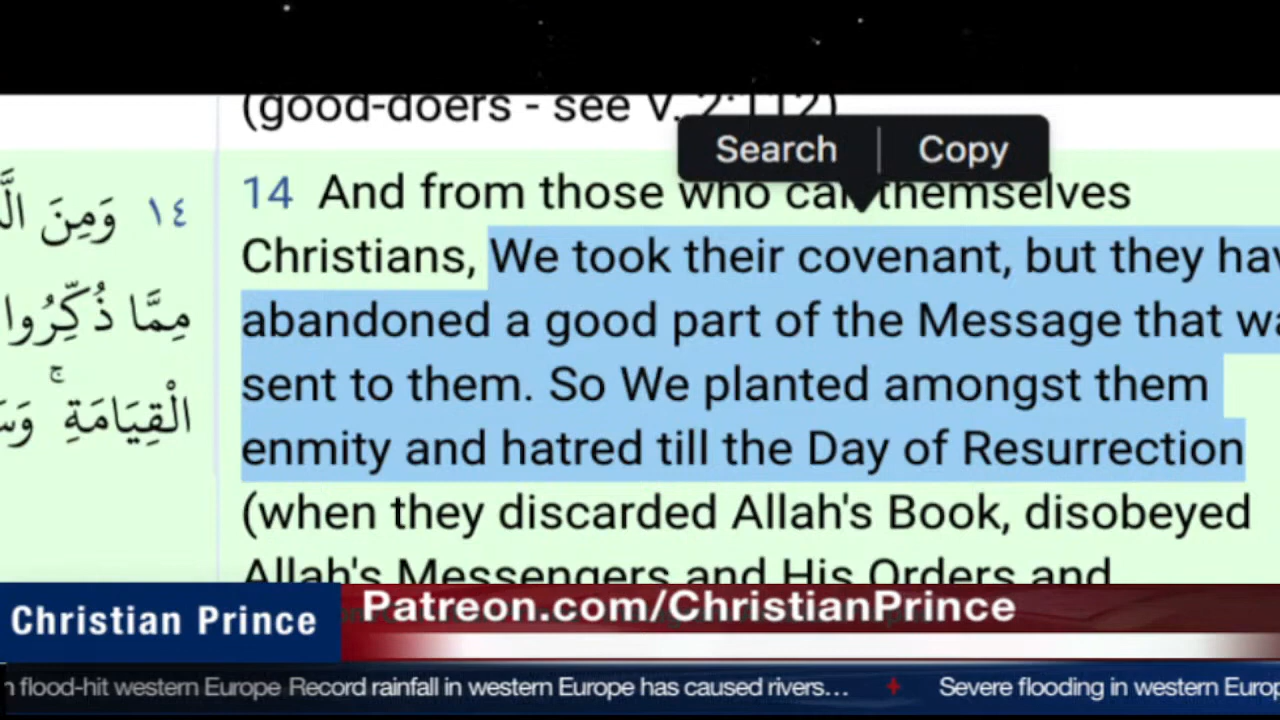 (good-doers - see V. 2:112)
Search
Copy
14 And from those who call themselves
Christians, We took their covenant, but they hav
abandoned a good part of the Message that wa
sent to them. So We planted amongst them
enmity and hatred till the Day of Resurrection
(when they discarded Allah's Book, disobeyed
Allah's Messengers and His Orders and
١٤ وَمِنَ الَّ
مِمَّا ذُكِّرُوا
الْقِيَامَةِ ۚ وَسَ
Christian Prince
Patreon.com/ChristianPrince
n flood-hit western Europe Record rainfall in western Europe has caused rivers... Severe flooding in western Europ